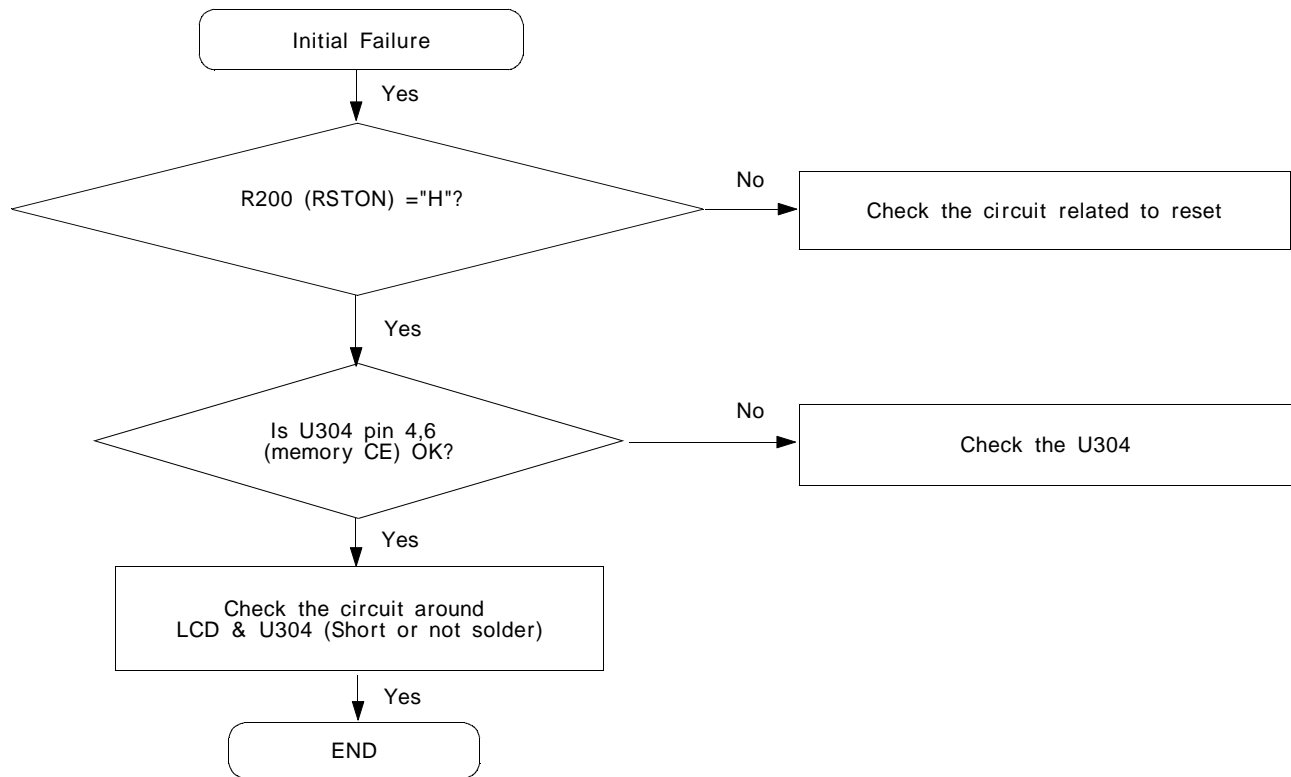 Initial Failure
Yes
R200 (RSTON) ="H"?
No
Check the circuit related to reset
Yes
Is U304 pin 4,6
(memory CE) OK?
No
Check the U304
Yes
Check the circuit around
LCD & U304 (Short or not solder)
Yes
END